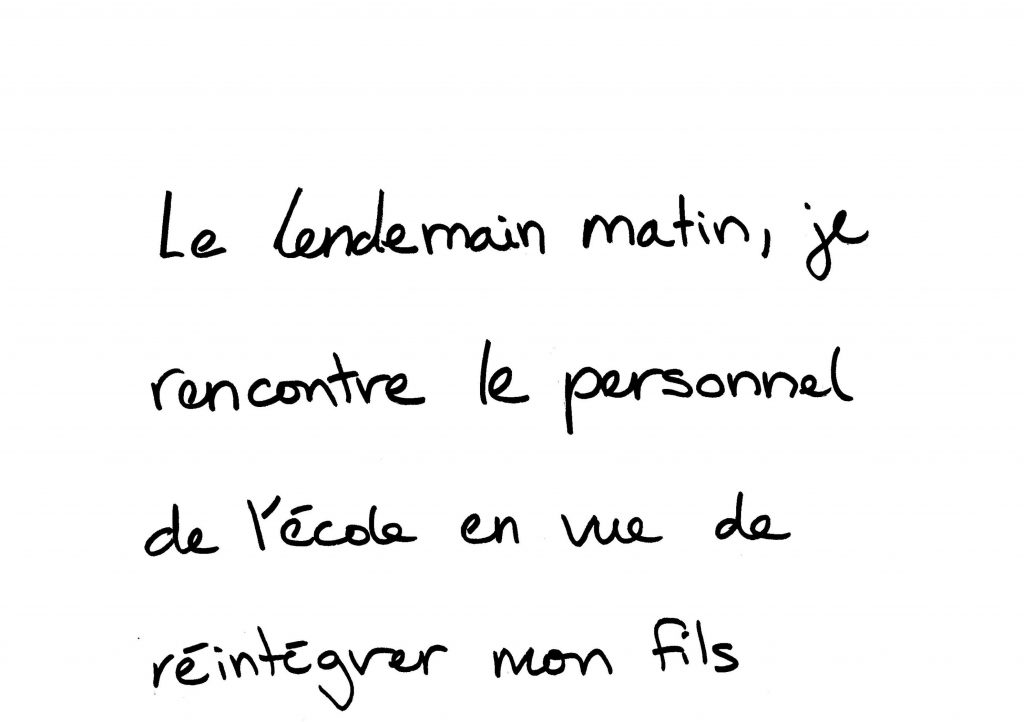 Le lendemain matin, je
rencontre le personnel
de l'école en vue de
réintégrer mon fils